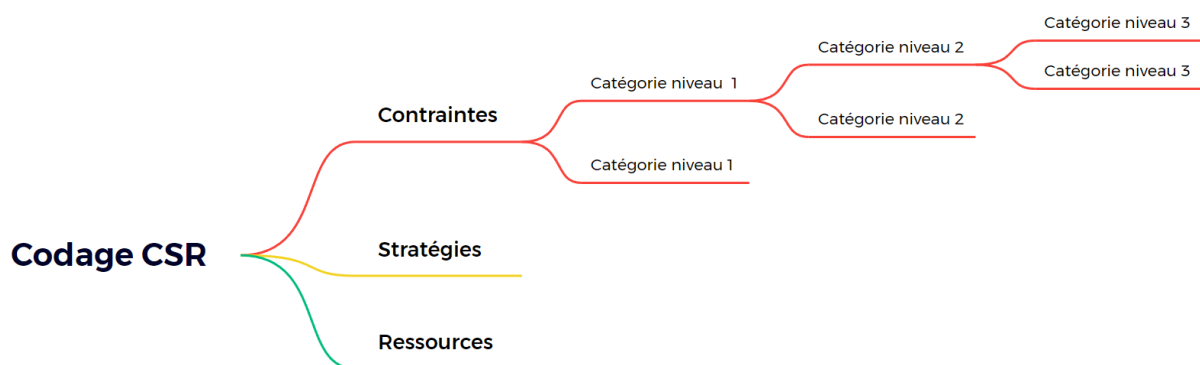 Catégorie niveau 3
Catégorie niveau 2
Catégorie niveau 3
Catégorie niveau  1
Contraintes
Catégorie niveau 2
Catégorie niveau 1
Codage CSR
Stratégies
Ressources